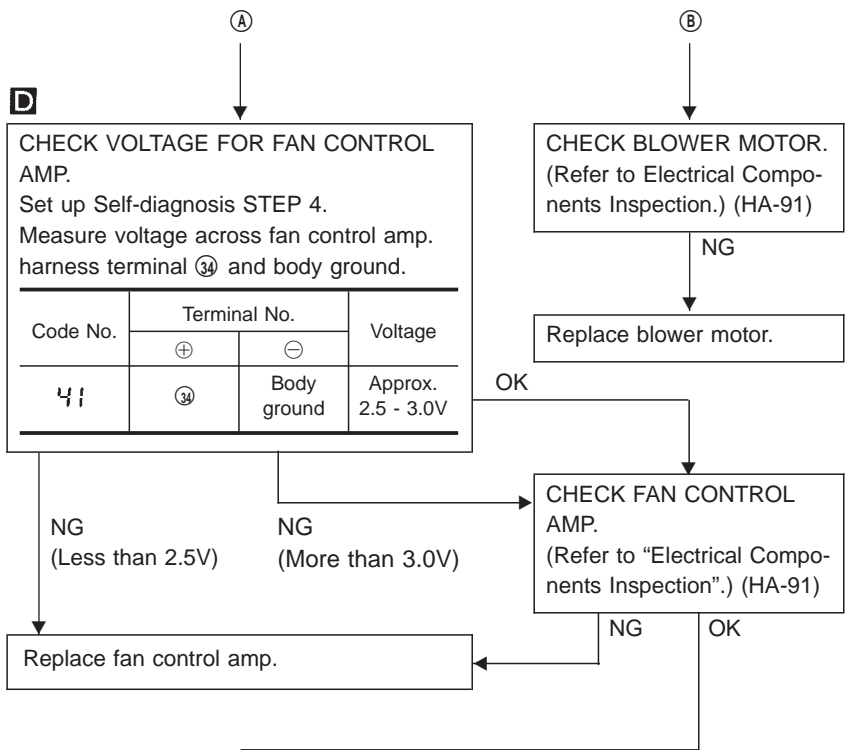 Ⓐ
Ⓑ
D
CHECK VOLTAGE FOR FAN CONTROL
AMP.
Set up Self-diagnosis STEP 4.
Measure voltage across fan control amp.
harness terminal ㉞ and body ground.
Code No.
Terminal No.
Voltage
⊕
⊖
41
㉞
Body
ground
Approx.
2.5 - 3.0V
CHECK BLOWER MOTOR.
(Refer to Electrical Compo-
nents Inspection.) (HA-91)
NG
Replace blower motor.
OK
NG
(Less than 2.5V)
NG
(More than 3.0V)
CHECK FAN CONTROL
AMP.
(Refer to “Electrical Compo-
nents Inspection”.) (HA-91)
NG
OK
Replace fan control amp.